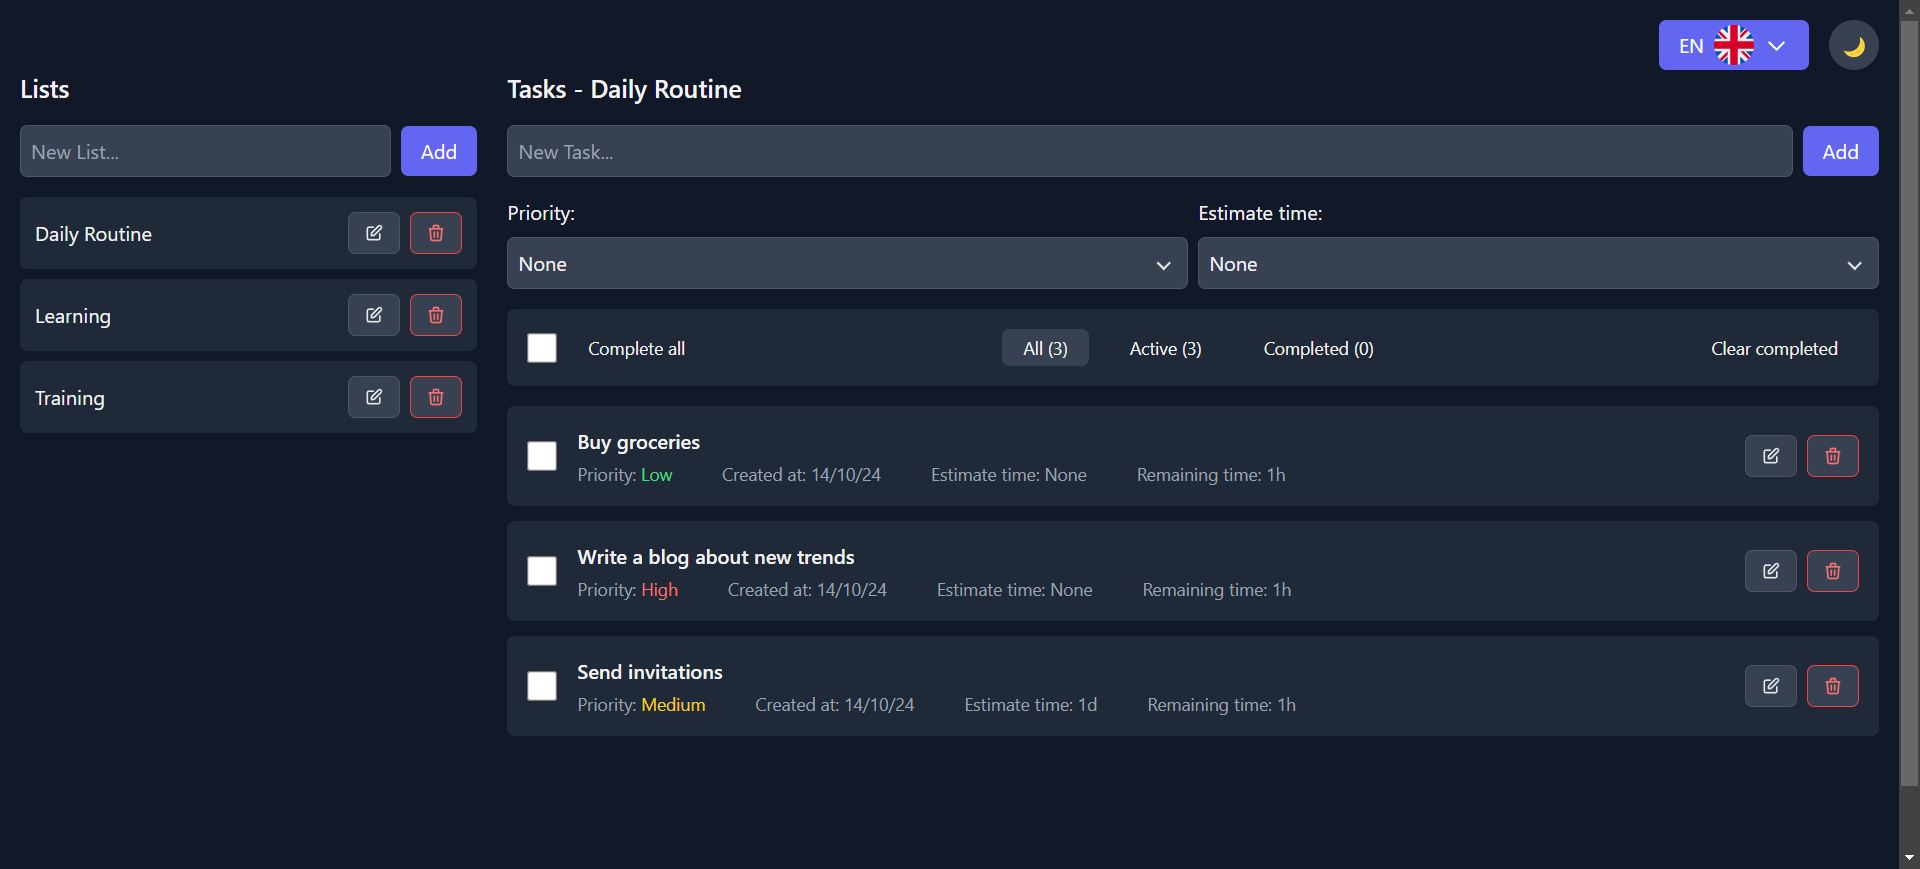 EN
Lists
New List...
Add
Daily Routine
Learning
Training
Tasks - Daily Routine
New Task...
Add
Priority:
None
Estimate time:
None
Complete all
All (3)
Active (3)
Completed (0)
Clear completed
Buy groceries
Priority: Low Created at: 14/10/24 Estimate time: None Remaining time: 1h
Write a blog about new trends
Priority: High Created at: 14/10/24 Estimate time: None Remaining time: 1h
Send invitations
Priority: Medium Created at: 14/10/24 Estimate time: 1d Remaining time: 1h